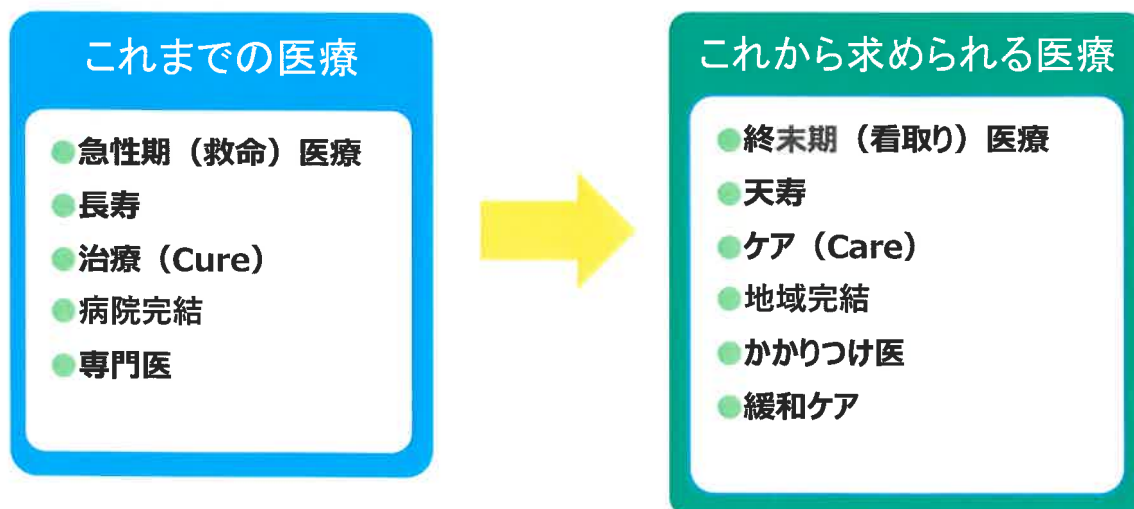 これまでの医療
●急性期（救命）医療
●長寿
●治療（Cure）
●病院完結
●専門医
これから求められる医療
●終末期（看取り）医療
●天寿
●ケア（Care）
●地域完結
●かかりつけ医
●緩和ケア